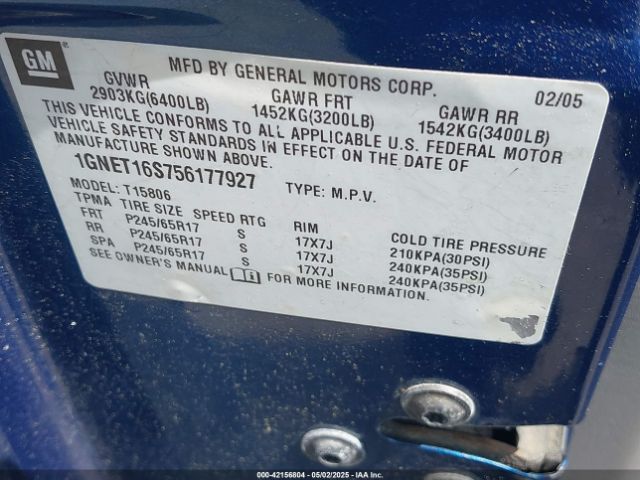 GM ®
MFD BY GENERAL MOTORS CORP. 02/05
GVWR GAWR FRT GAWR RR
2903KG(6400LB) 1452KG(3200LB) 1542KG(3400LB)
THIS VEHICLE CONFORMS TO ALL APPLICABLE U.S. FEDERAL MOTOR
VEHICLE SAFETY STANDARDS IN EFFECT ON THE DATE OF
MANUFACTURE SHOWN ABOVE.
1GNET16S756177927 TYPE: M.P.V.
MODEL: T15806
TPMA TIRE SIZE SPEED RTG RIM COLD TIRE PRESSURE
FRT P245/65R17 S 17X7J 210KPA(30PSI)
RR P245/65R17 S 17X7J 240KPA(35PSI)
SPA P245/65R17 S 17X7J 240KPA(35PSI)
SEE OWNER'S MANUAL FOR MORE INFORMATION.
000-42156804 - 05/02/2025 - IAA Inc.